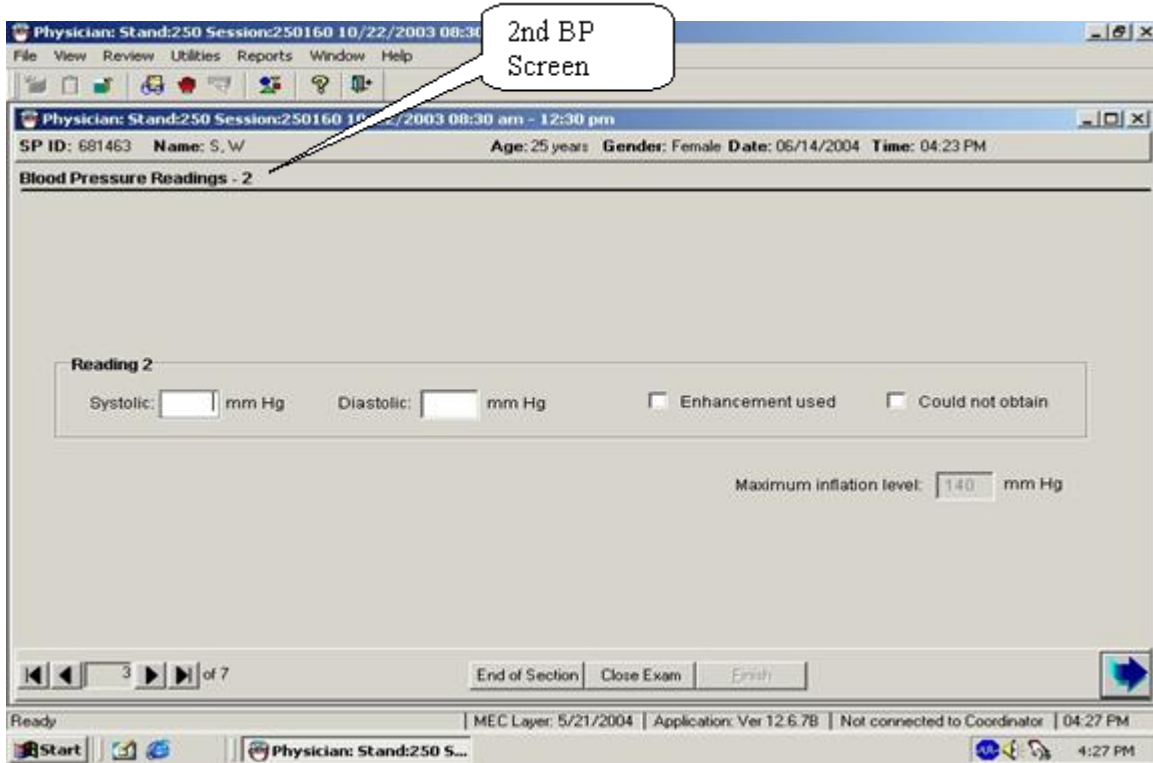 2nd BP
Screen
Physician: Stand:250 Session:250160 10/22/2003 08:30
File View Review Utilities Reports Window Help
Physician: Stand:250 Session:250160 10/22/2003 08:30 am - 12:30 pm
SP ID: 681463 Name: S, W Age: 25 years Gender: Female Date: 06/14/2004 Time: 04:23 PM
Blood Pressure Readings - 2
Reading 2
Systolic: mm Hg Diastolic: mm Hg Enhancement used Could not obtain
Maximum inflation level: 140 mm Hg
3 of 7 End of Section Close Exam Finish
Ready MEC Layer: 5/21/2004 Application: Ver 12.6.78 Not connected to Coordinator 04:27 PM
Start Physician: Stand:250 S... 4:27 PM